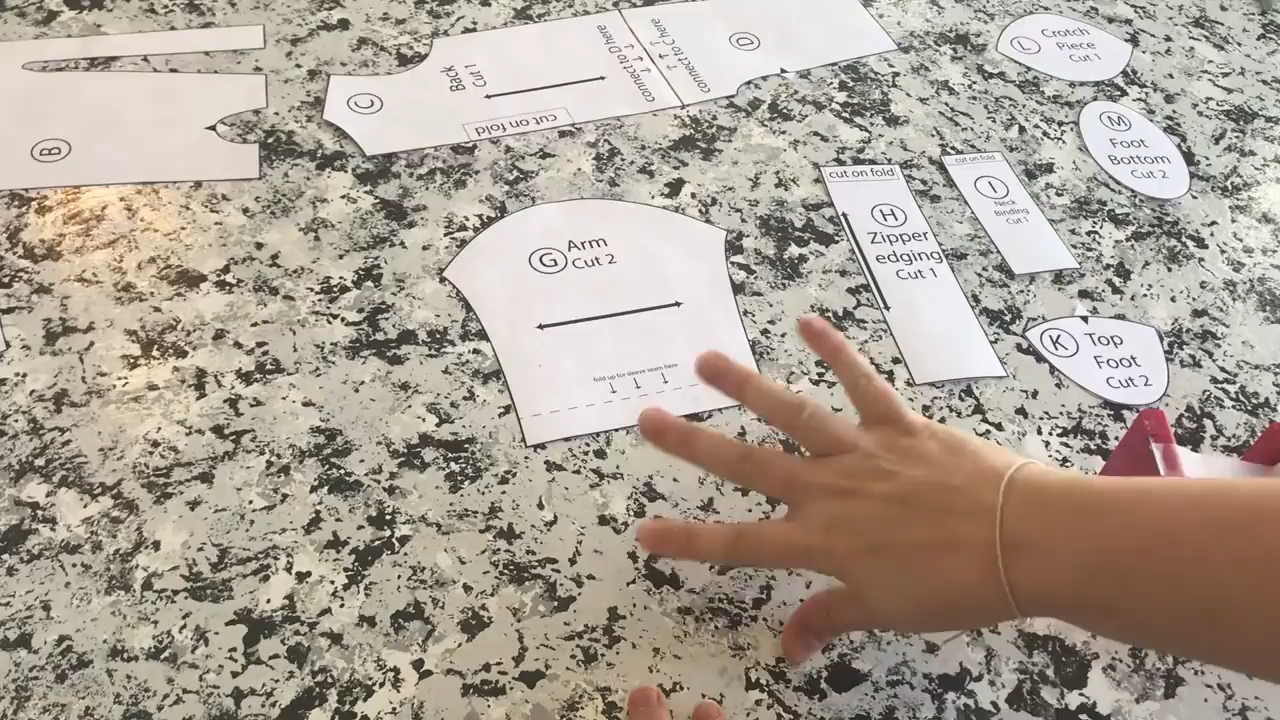 B
C
Back
Cut 1
cut on fold
connect to D here
connect to C here
D
L
Crotch
Piece
Cut 1
M
Foot
Bottom
Cut 2
cut on fold
H
Zipper
edging
Cut 1
cut on fold
I
Neck
Binding
Cut 1
G
Arm
Cut 2
fold up for sleeve seam here
K
Top
Foot
Cut 2